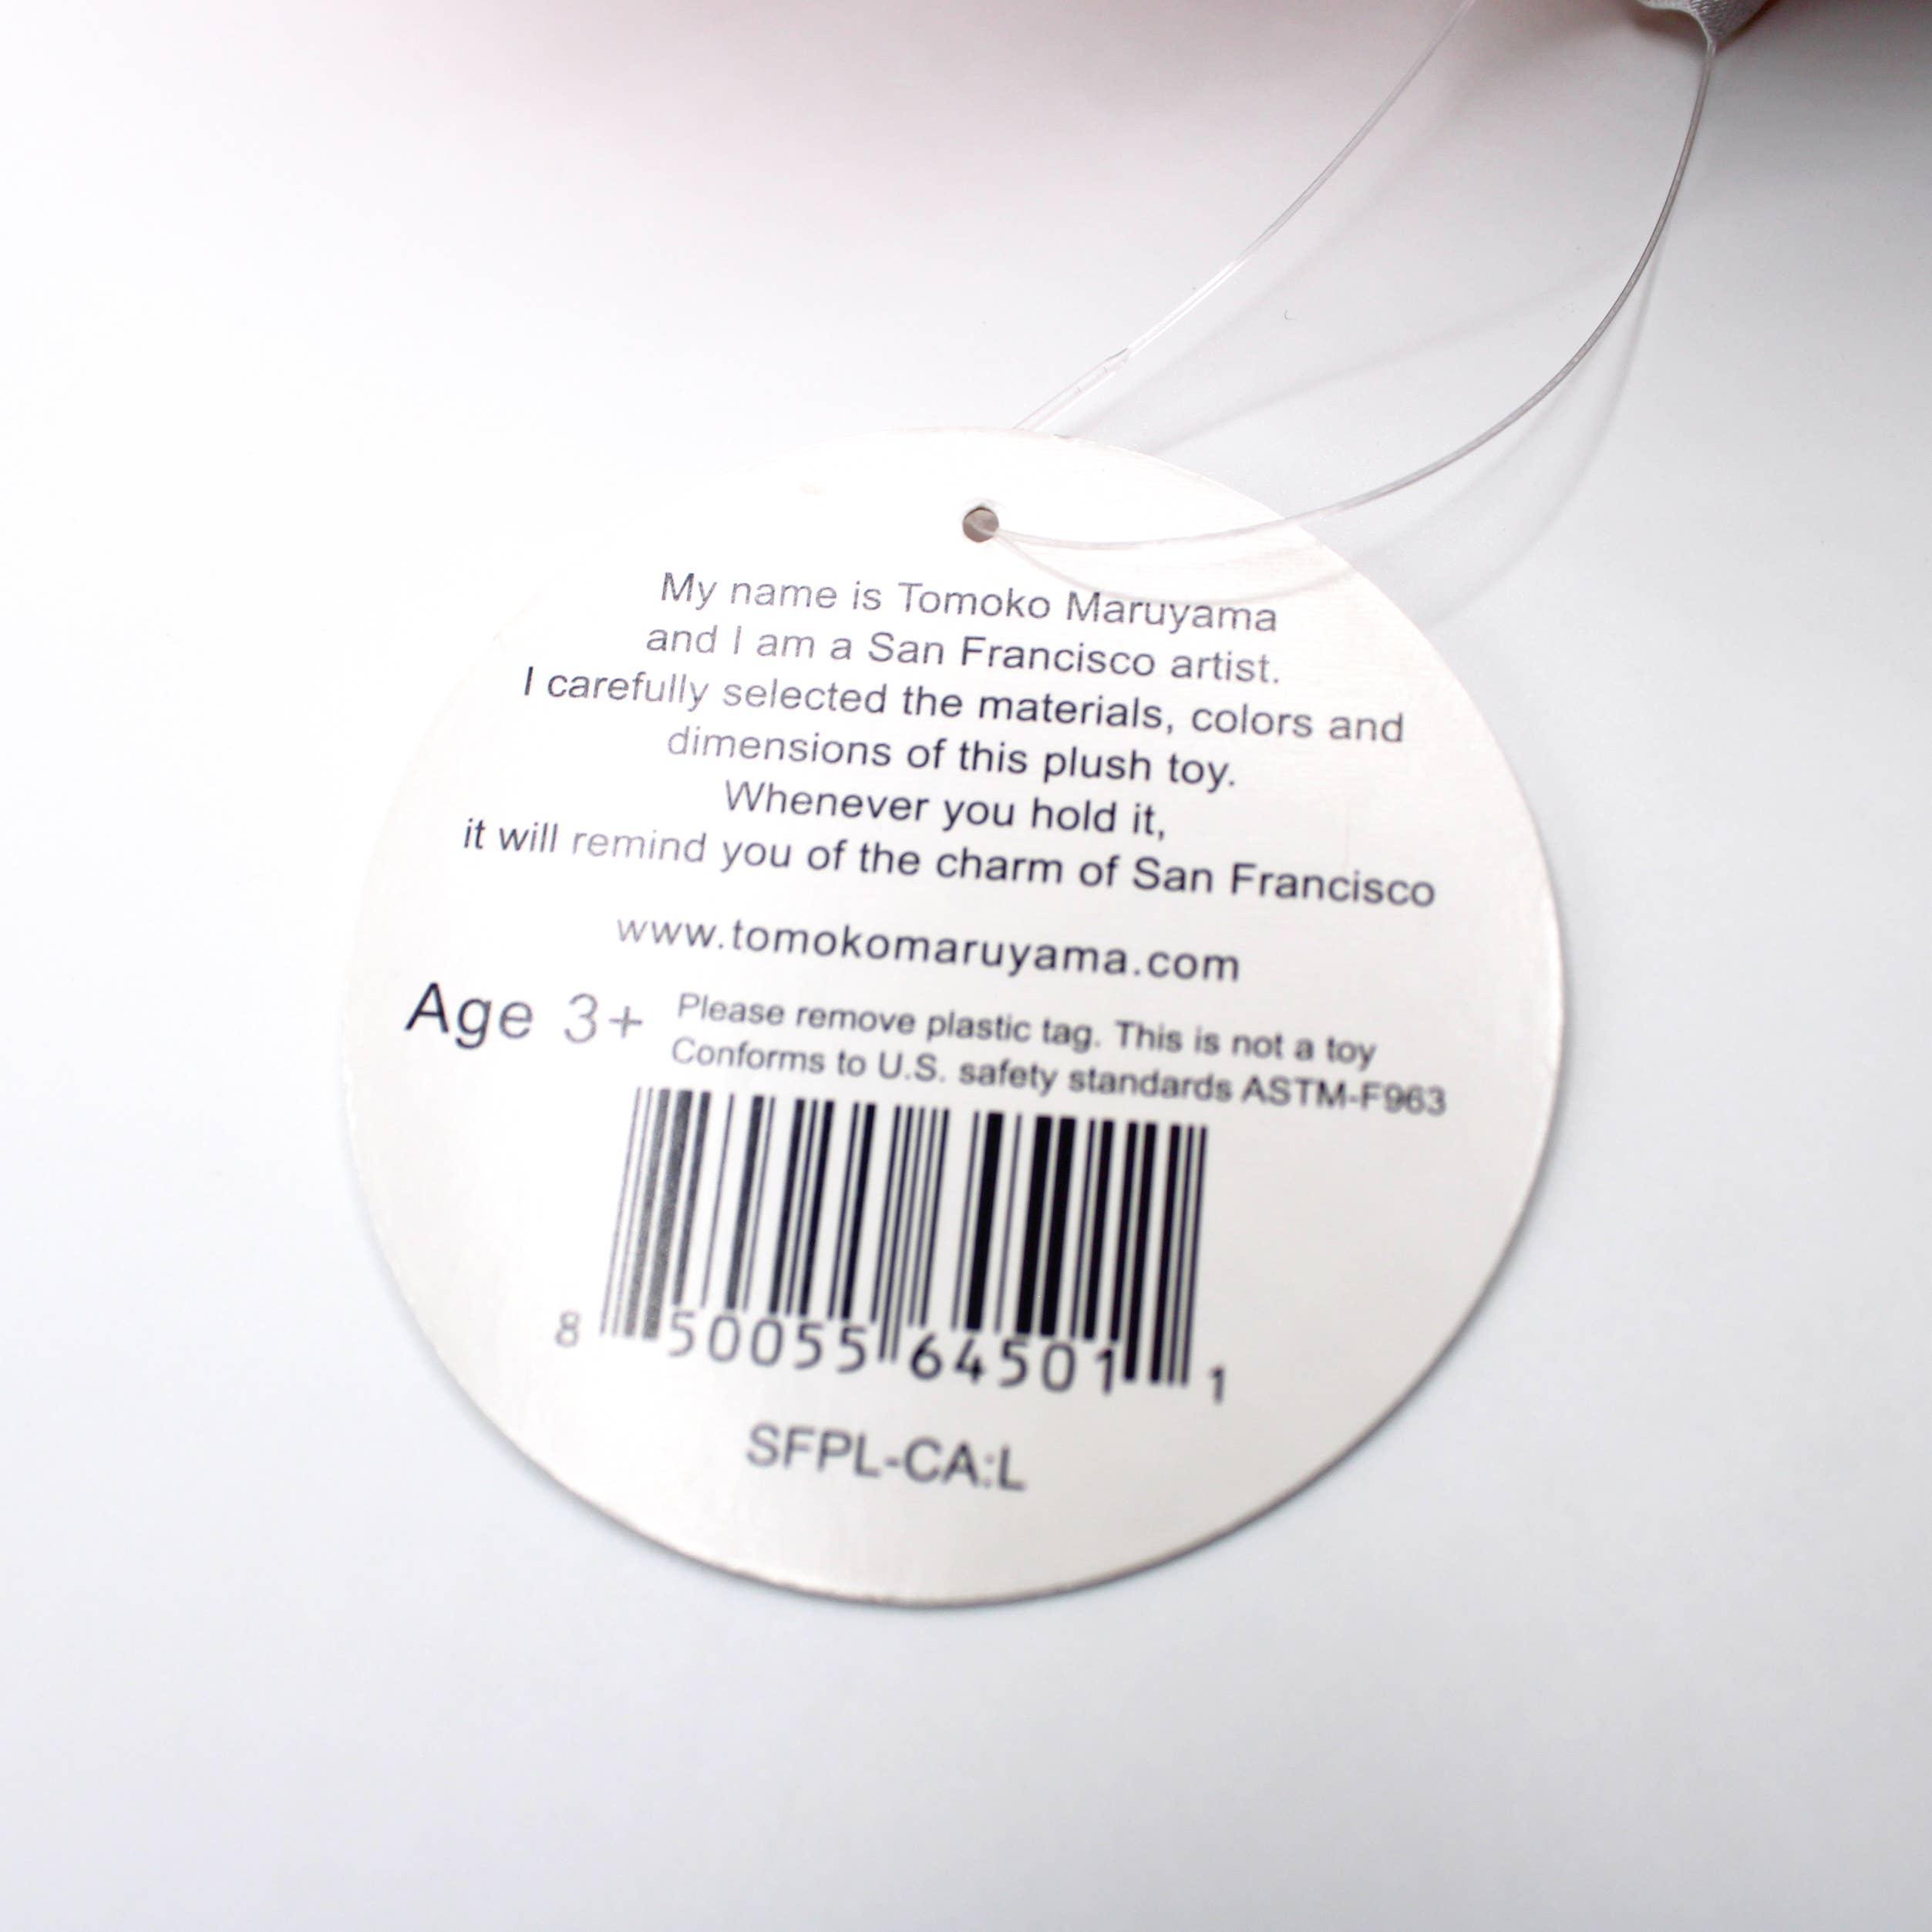 My name is Tomoko Maruyama
and I am a San Francisco artist.
I carefully selected the materials, colors and
dimensions of this plush toy.
Whenever you hold it,
it will remind you of the charm of San Francisco
www.tomokomaruyama.com
Age 3+
Please remove plastic tag. This is not a toy
Conforms to U.S. safety standards ASTM-F963
8 50055 64501 1
SFPL-CA:L